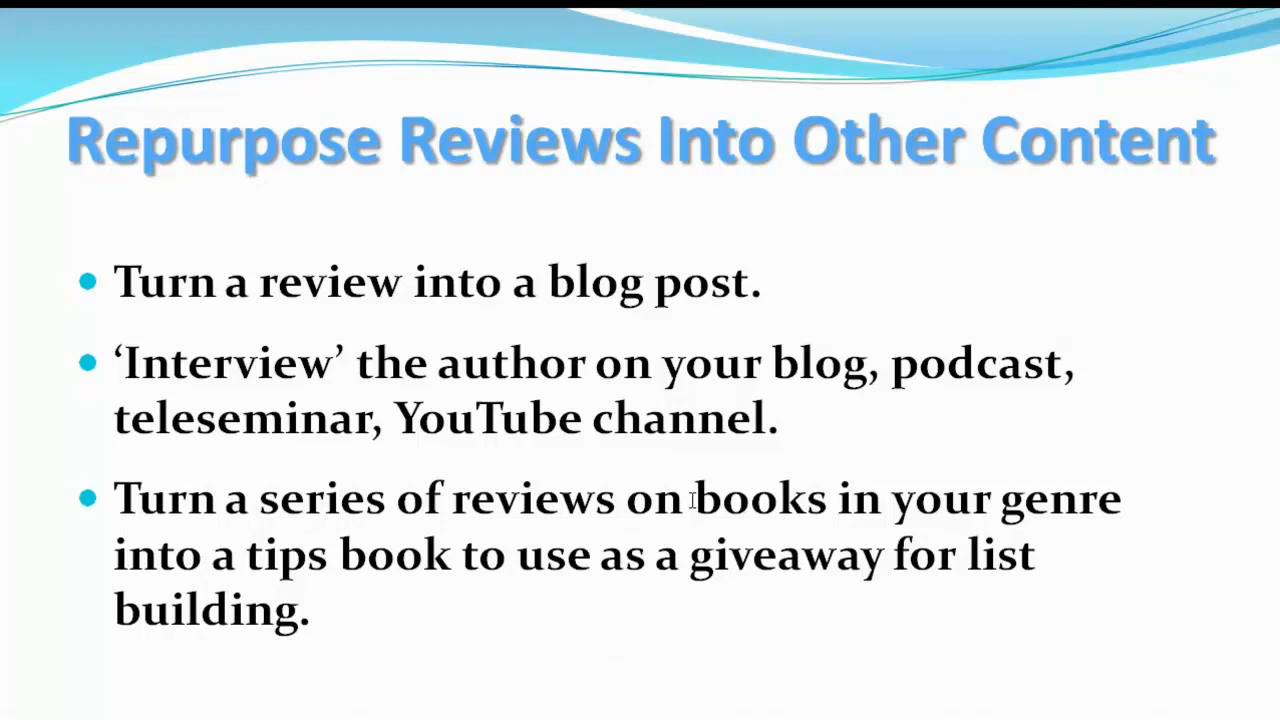 Repurpose Reviews Into Other Content
• Turn a review into a blog post.
• ‘Interview’ the author on your blog, podcast,
teleseminar, YouTube channel.
• Turn a series of reviews on books in your genre
into a tips book to use as a giveaway for list
building.